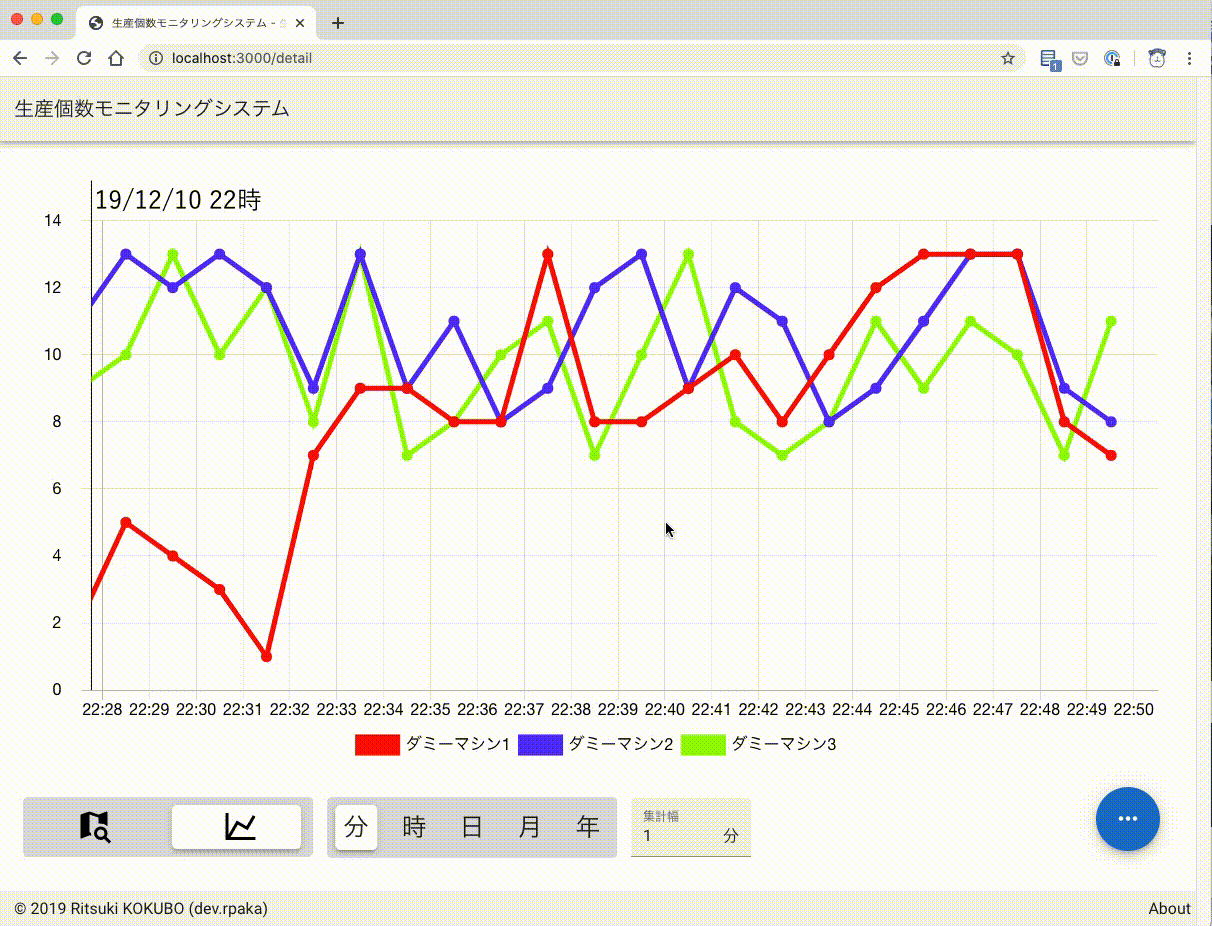 生産個数モニタリングシステム -
localhost:3000/detail
1
生産個数モニタリングシステム
19/12/10 22時
14
12
10
8
6
4
2
0
22:28 22:29 22:30 22:31 22:32 22:33 22:34 22:35 22:36 22:37 22:38 22:39 22:40 22:41 22:42 22:43 22:44 22:45 22:46 22:47 22:48 22:49 22:50
ダミーマシン1 ダミーマシン2 ダミーマシン3
分 時 日 月 年
集計幅
1 分
© 2019 Ritsuki KOKUBO (dev.rpaka) About